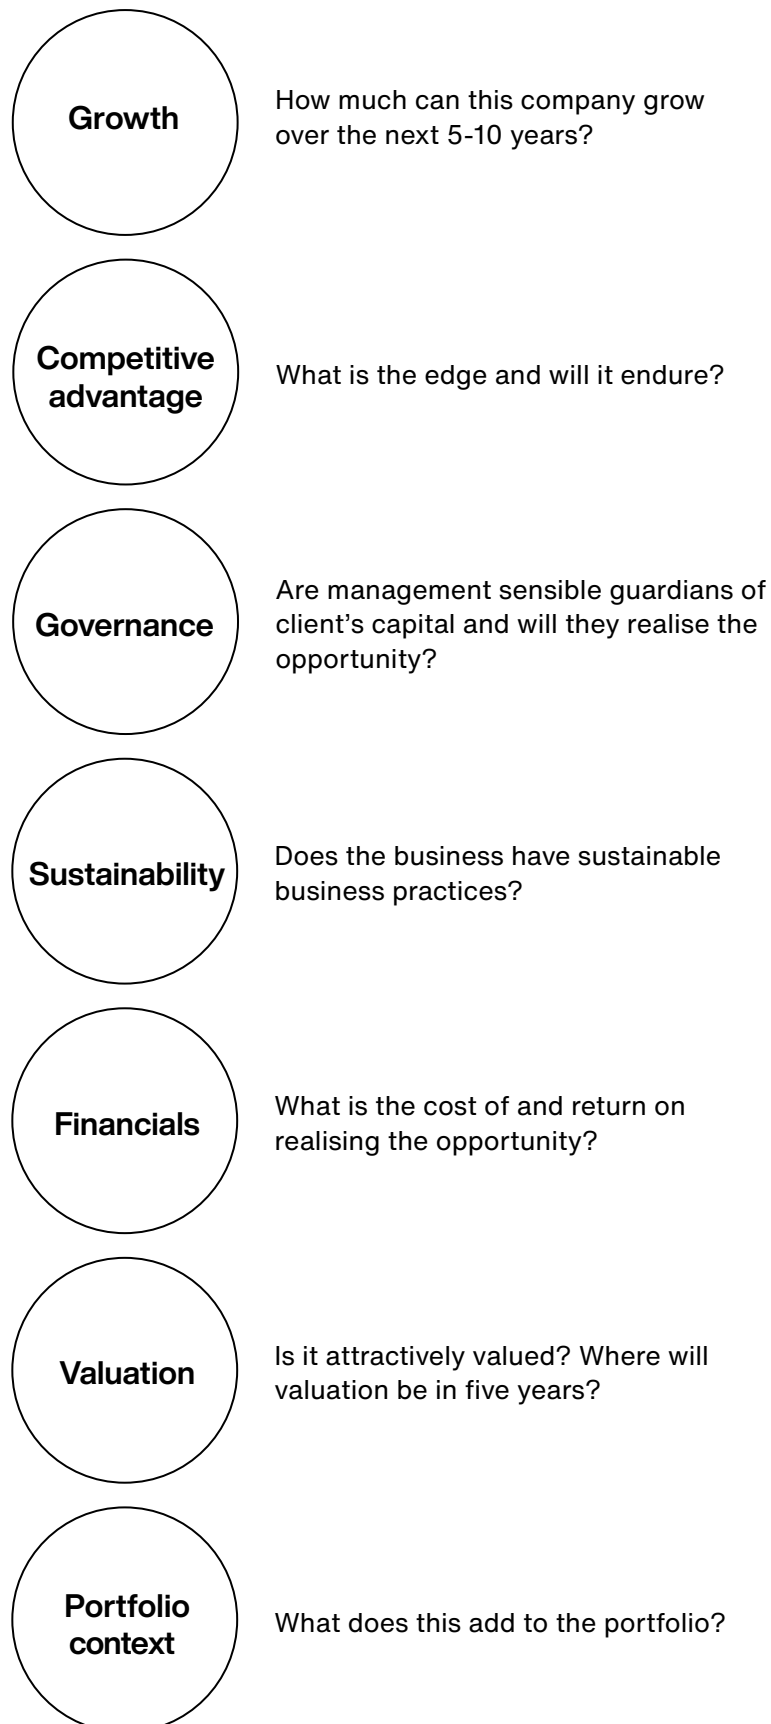 Growth
How much can this company grow
over the next 5-10 years?
Competitive
advantage
What is the edge and will it endure?
Governance
Are management sensible guardians of
client’s capital and will they realise the
opportunity?
Sustainability
Does the business have sustainable
business practices?
Financials
What is the cost of and return on
realising the opportunity?
Valuation
Is it attractively valued? Where will
valuation be in five years?
Portfolio
context
What does this add to the portfolio?